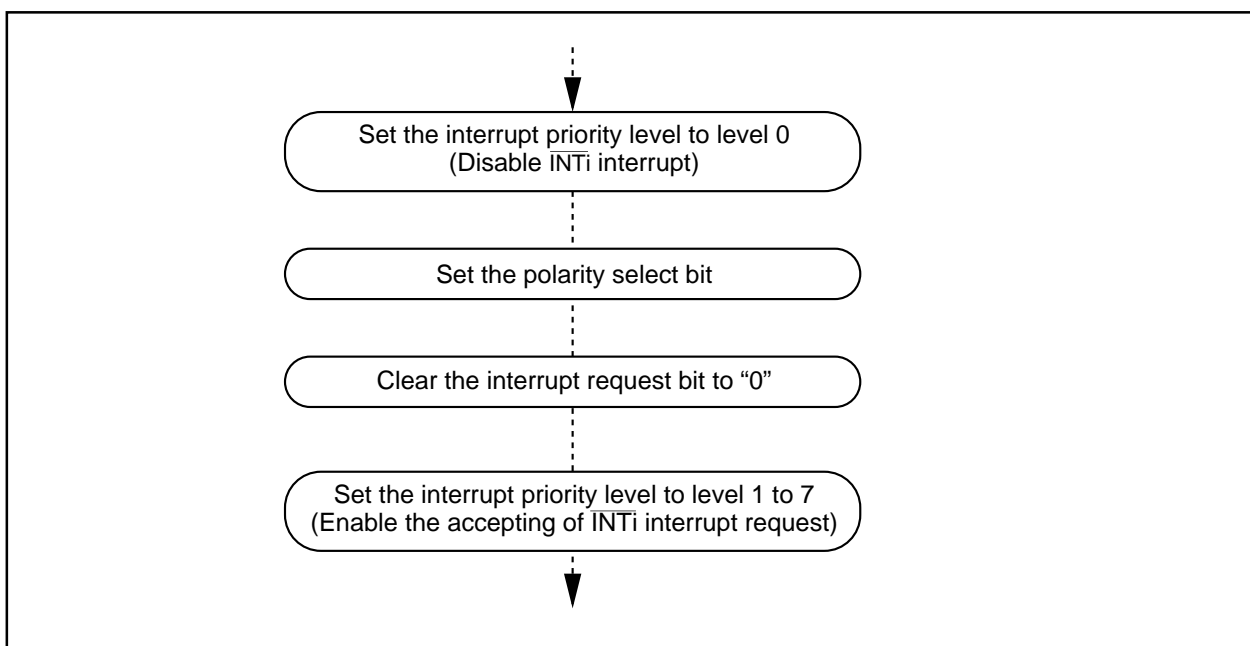 Set the interrupt priority level to level 0
(Disable I̅N̅T̅i̅ interrupt)
Set the polarity select bit
Clear the interrupt request bit to “0”
Set the interrupt priority level to level 1 to 7
(Enable the accepting of I̅N̅T̅i̅ interrupt request)